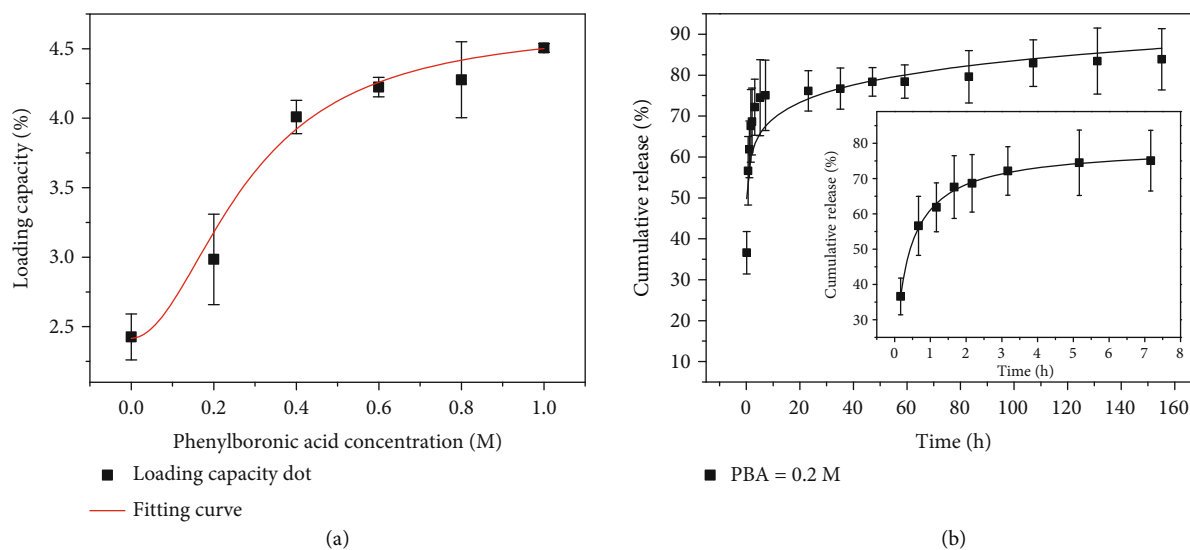 4.5
4.0
3.5
3.0
2.5
Loading capacity (%)
0.0 0.2 0.4 0.6 0.8 1.0
Phenylboronic acid concentration (M)
Loading capacity dot
Fitting curve
(a)
90
80
70
60
50
40
30
20
10
Cumulative release (%)
0 20 40 60 80 100 120 140 160
Time (h)
80
70
60
50
40
30
Cumulative release (%)
0 1 2 3 4 5 6 7 8
Time (h)
PBA = 0.2 M
(b)